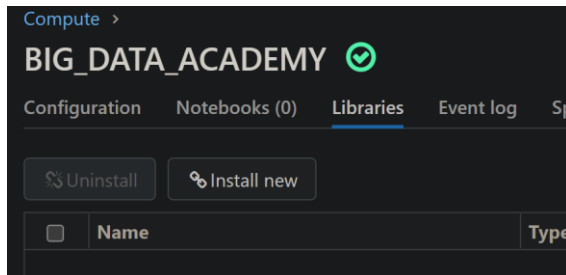 Compute >
BIG_DATA_ACADEMY
Configuration Notebooks (0) Libraries Event log
Uninstall Install new
Name Type